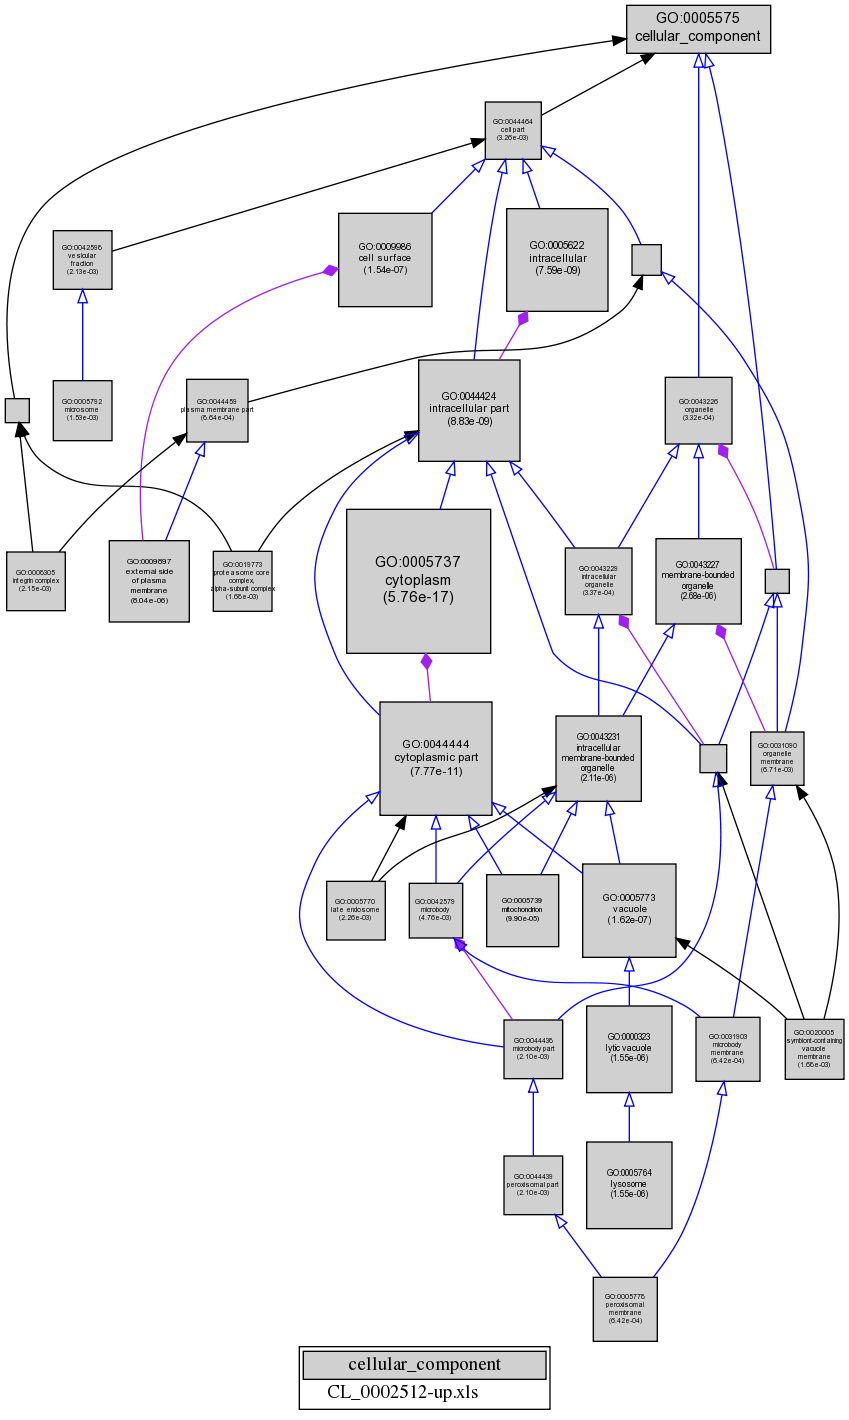 GO:0005575
cellular_component
GO:0044464
cell part
(3.26e-03)
GO:0042598
vesicular
fraction
(2.13e-03)
GO:0009986
cell surface
(1.54e-07)
GO:0005622
intracellular
(7.59e-09)
GO:0005792
microsome
(1.53e-03)
GO:0044459
plasma membrane part
(6.64e-04)
GO:0044424
intracellular part
(8.83e-09)
GO:0043226
organelle
(3.32e-04)
GO:0008305
integrin complex
(2.15e-03)
GO:0009897
external side
of plasma
membrane
(6.04e-06)
GO:0019773
proteasome core
complex,
alpha-subunit complex
(1.68e-03)
GO:0005737
cytoplasm
(5.76e-17)
GO:0043229
intracellular
organelle
(3.37e-04)
GO:0043227
membrane-bounded
organelle
(2.68e-06)
GO:0044444
cytoplasmic part
(7.77e-11)
GO:0043231
intracellular
membrane-bounded
organelle
(2.11e-06)
GO:0031090
organelle
membrane
(6.71e-03)
GO:0005770
late endosome
(2.26e-03)
GO:0042579
microbody
(4.76e-03)
GO:0005739
mitochondrion
(9.90e-05)
GO:0005773
vacuole
(1.62e-07)
GO:0044438
microbody part
(2.10e-03)
GO:0000323
lytic vacuole
(1.55e-06)
GO:0031903
microbody
membrane
(6.42e-04)
GO:0020005
symbiont-containing
vacuole
membrane
(1.68e-03)
GO:0044439
peroxisomal part
(2.10e-03)
GO:0005764
lysosome
(1.55e-06)
GO:0005778
peroxisomal
membrane
(6.42e-04)
cellular_component
CL_0002512-up.xls